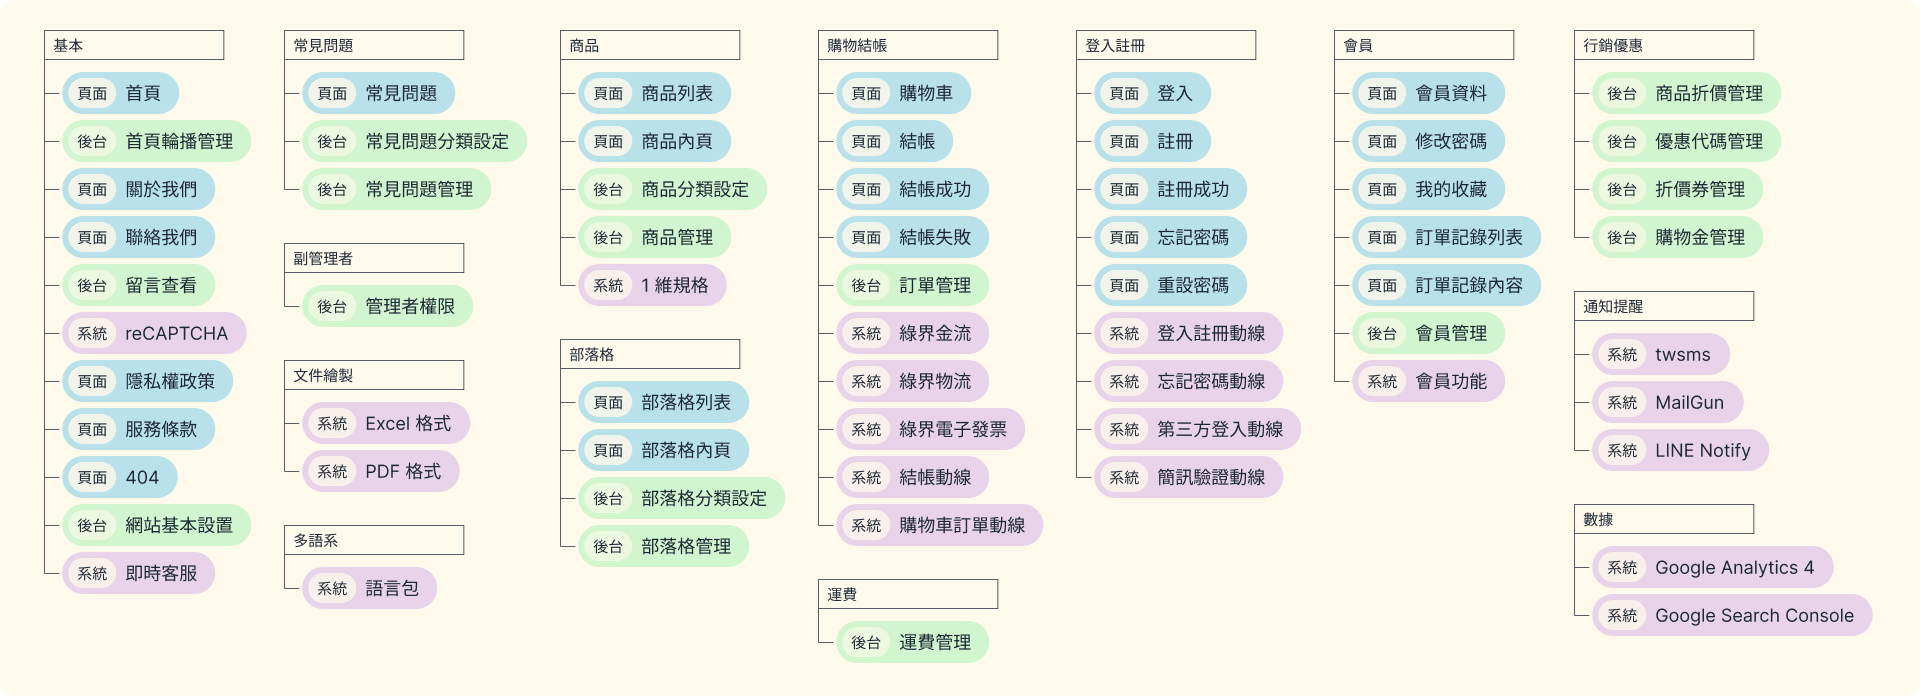 基本
頁面 首頁
後台 首頁輪播管理
頁面 關於我們
頁面 聯絡我們
後台 留言查看
系統 reCAPTCHA
頁面 隱私權政策
頁面 服務條款
頁面 404
後台 網站基本設置
系統 即時客服
常見問題
頁面 常見問題
後台 常見問題分類設定
後台 常見問題管理
副管理者
後台 管理者權限
文件繪製
系統 Excel 格式
系統 PDF 格式
多語系
系統 語言包
商品
頁面 商品列表
頁面 商品內頁
後台 商品分類設定
後台 商品管理
系統 1 維規格
部落格
頁面 部落格列表
頁面 部落格內頁
後台 部落格分類設定
後台 部落格管理
購物結帳
頁面 購物車
頁面 結帳
頁面 結帳成功
頁面 結帳失敗
後台 訂單管理
系統 綠界金流
系統 綠界物流
系統 綠界電子發票
系統 結帳動線
系統 購物車訂單動線
運費
後台 運費管理
登入註冊
頁面 登入
頁面 註冊
頁面 註冊成功
頁面 忘記密碼
頁面 重設密碼
系統 登入註冊動線
系統 忘記密碼動線
系統 第三方登入動線
系統 簡訊驗證動線
會員
頁面 會員資料
頁面 修改密碼
頁面 我的收藏
頁面 訂單記錄列表
頁面 訂單記錄內容
後台 會員管理
系統 會員功能
行銷優惠
後台 商品折價管理
後台 優惠代碼管理
後台 折價券管理
後台 購物金管理
通知提醒
系統 twsms
系統 MailGun
系統 LINE Notify
數據
系統 Google Analytics 4
系統 Google Search Console